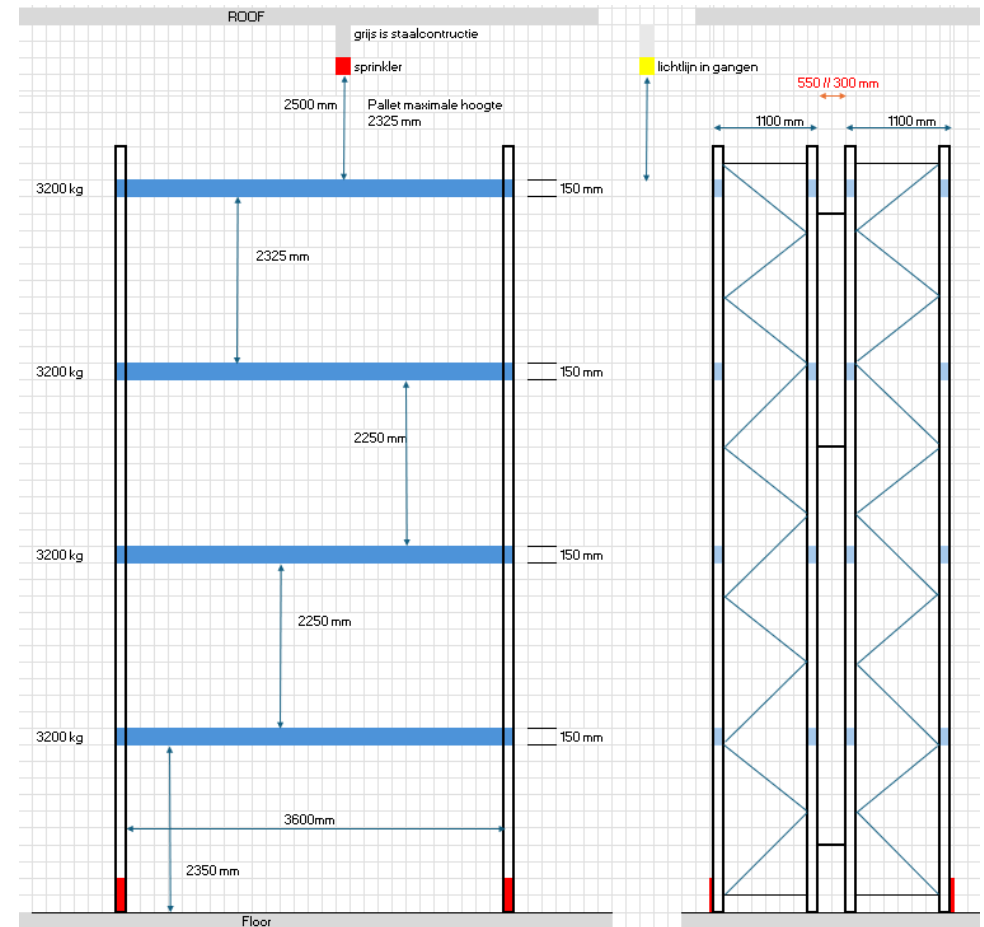 ROOF
grijs is staalcontructie
sprinkler
lichtlijn in gangen
550 // 300 mm
2500 mm
Pallet maximale hoogte
2325 mm
1100 mm
1100 mm
3200 kg
150 mm
2325 mm
3200 kg
150 mm
2250 mm
3200 kg
150 mm
2250 mm
3200 kg
150 mm
3600mm
2350 mm
Floor